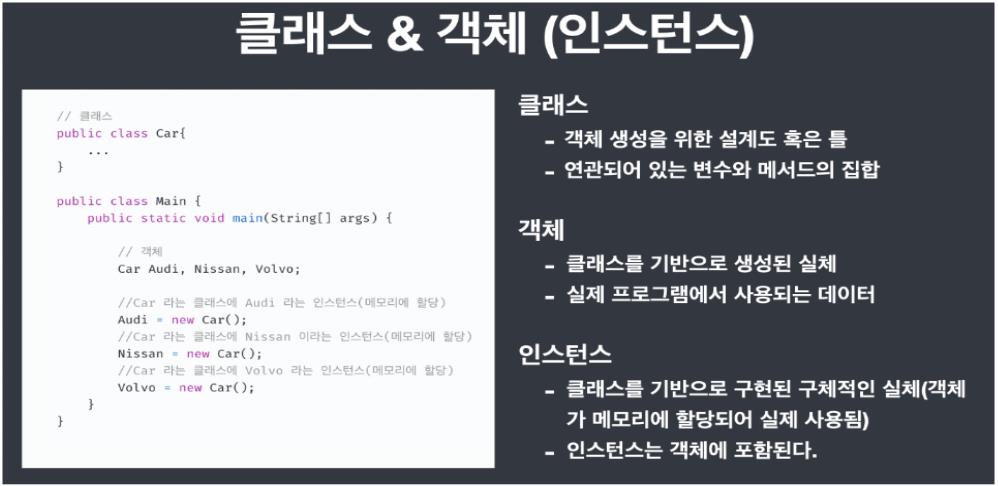 클래스 & 객체 (인스턴스)
// 클래스
public class Car{
...
}
public class Main {
public static void main(String[] args) {
// 객체
Car Audi, Nissan, Volvo;
//Car 라는 클래스에 Audi 라는 인스턴스(메모리에 할당)
Audi = new Car();
//Car 라는 클래스에 Nissan 이라는 인스턴스(메모리에 할당)
Nissan = new Car();
//Car 라는 클래스에 Volvo 라는 인스턴스(메모리에 할당)
Volvo = new Car();
}
}
클래스
- 객체 생성을 위한 설계도 혹은 틀
- 연관되어 있는 변수와 메서드의 집합
객체
- 클래스를 기반으로 생성된 실체
- 실제 프로그램에서 사용되는 데이터
인스턴스
- 클래스를 기반으로 구현된 구체적인 실체(객체
가 메모리에 할당되어 실제 사용됨)
- 인스턴스는 객체에 포함된다.